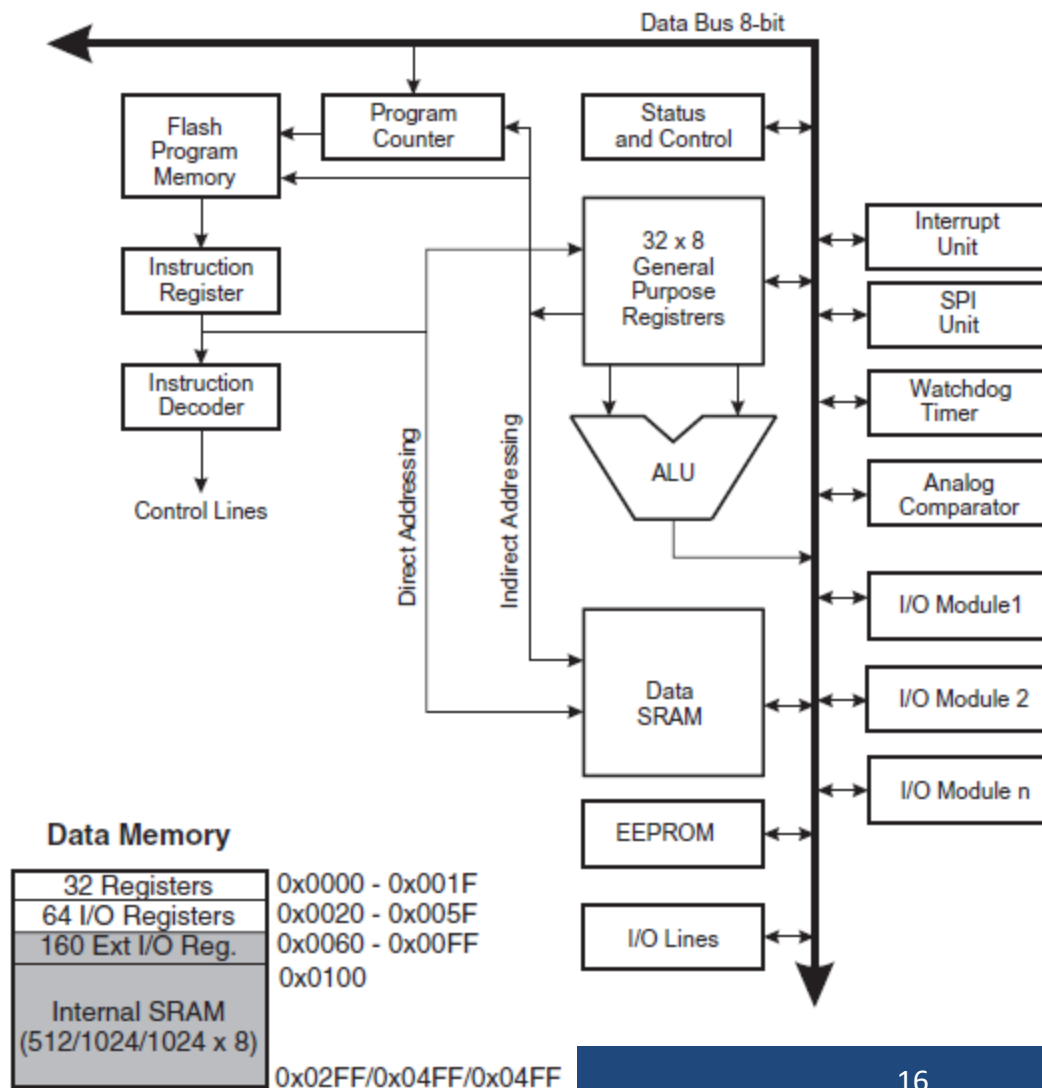 Data Bus 8-bit
Flash
Program
Memory
Program
Counter
Status
and Control
Instruction
Register
32 x 8
General
Purpose
Registrers
Interrupt
Unit
SPI
Unit
Instruction
Decoder
Watchdog
Timer
Control Lines
Direct Addressing
Indirect Addressing
ALU
Analog
Comparator
I/O Module1
Data
SRAM
I/O Module 2
I/O Module n
EEPROM
I/O Lines
Data Memory
32 Registers 0x0000 - 0x001F
64 I/O Registers 0x0020 - 0x005F
160 Ext I/O Reg. 0x0060 - 0x00FF
0x0100
Internal SRAM
(512/1024/1024 x 8)
0x02FF/0x04FF/0x04FF
16